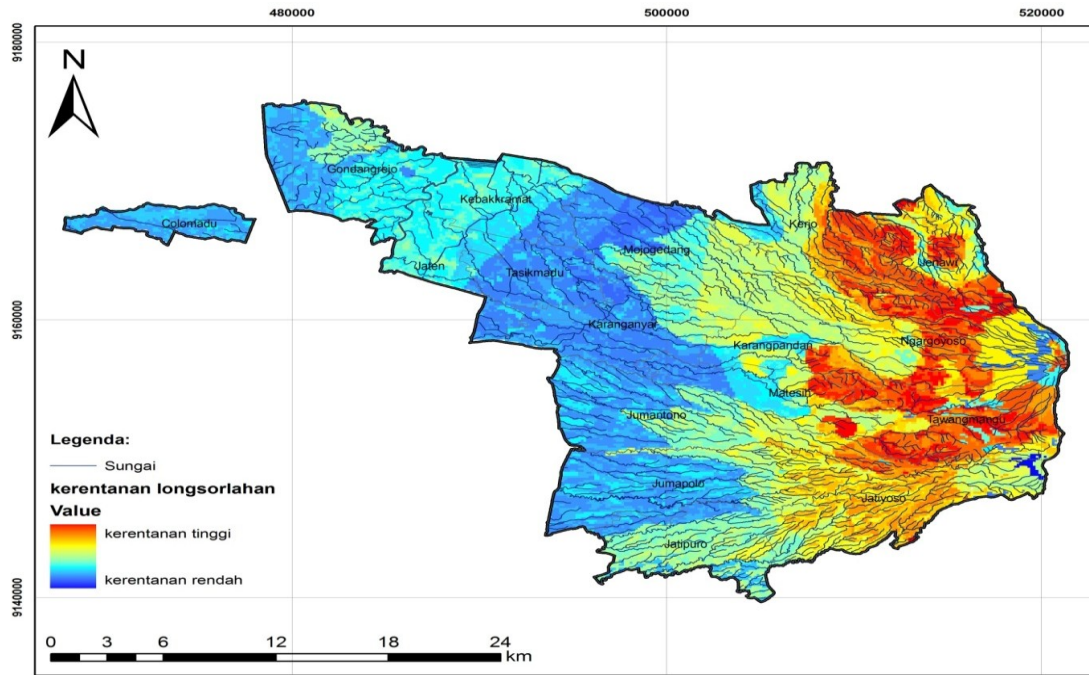 480000
500000
520000
9180000
N
Gondangrejo
Kebakkramat
Colomadu
Kerjo
Mojogedang
Jenawi
Jaten
Tasikmadu
9160000
Karanganyar
Karangpandan
Ngargoyoso
Matesih
Jumantono
Tawangmangu
Legenda:
Sungai
kerentanan longsorlahan
Value
kerentanan tinggi
kerentanan rendah
Jumapolo
Jatiyoso
Jatipuro
9140000
0 3 6 12 18 24
km